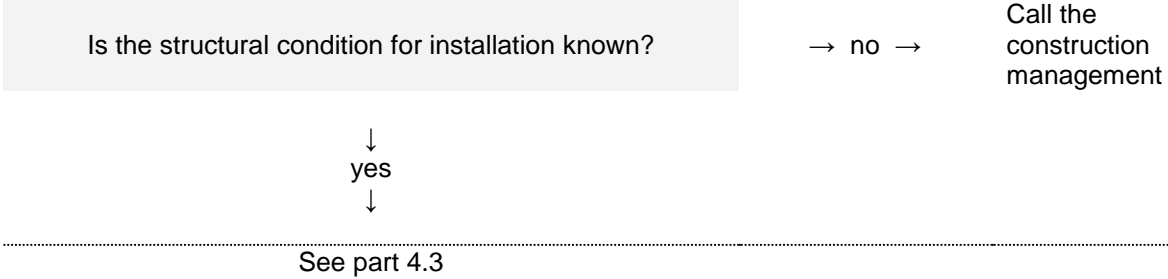 Is the structural condition for installation known?
→ no →
Call the
construction
management
↓
yes
↓
See part 4.3